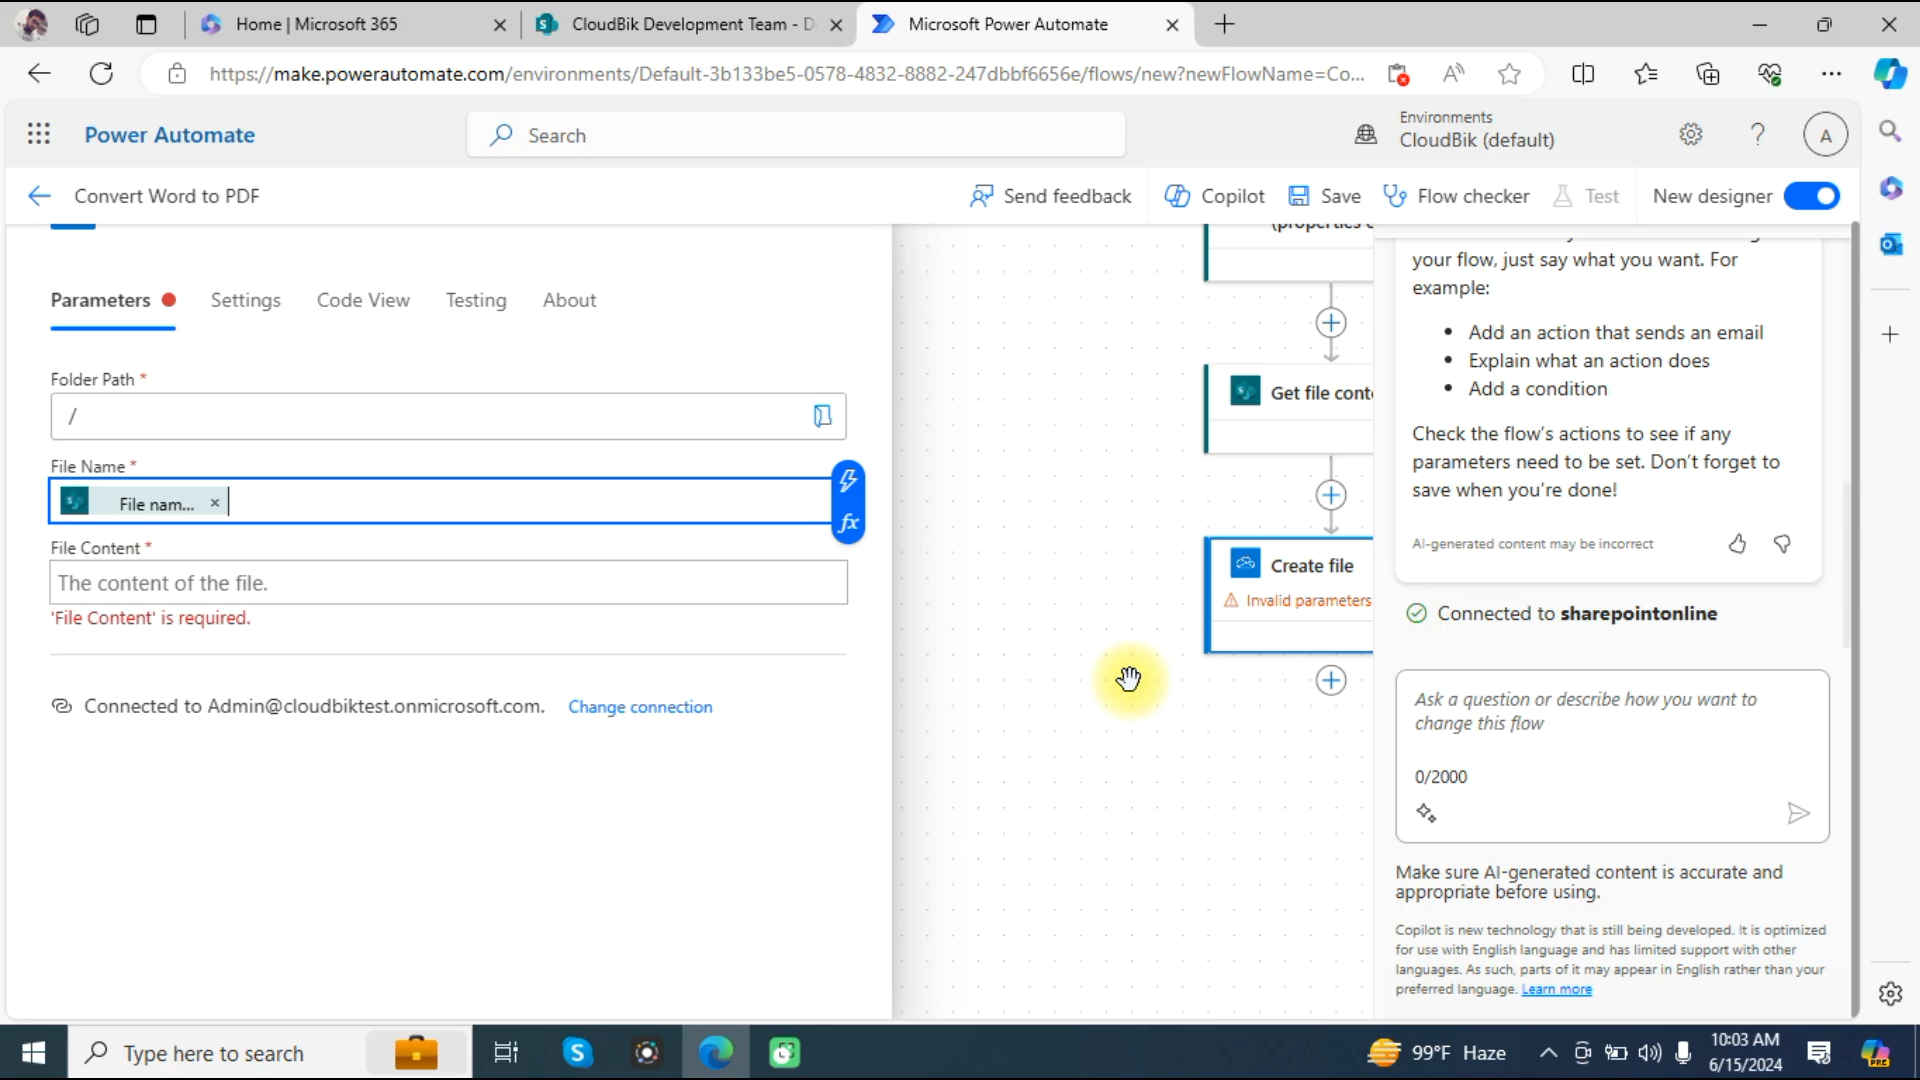 Home | Microsoft 365
CloudBik Development Team - D
Microsoft Power Automate
https://make.powerautomate.com/environments/Default-3b133be5-0578-4832-8882-247dbbf6656e/flows/new?newFlowName=Co...
Power Automate
Search
Environments
CloudBik (default)
A
Convert Word to PDF
Send feedback
Copilot
Save
Flow checker
Test
New designer
Parameters
Settings
Code View
Testing
About
Folder Path *
/
File Name *
File nam...
fx
File Content *
The content of the file.
'File Content' is required.
Connected to Admin@cloudbiktest.onmicrosoft.com.
Change connection
Get file conte
Create file
Invalid parameters
your flow, just say what you want. For
example:
• Add an action that sends an email
• Explain what an action does
• Add a condition
Check the flow's actions to see if any
parameters need to be set. Don't forget to
save when you're done!
AI-generated content may be incorrect
Connected to sharepointonline
Ask a question or describe how you want to
change this flow
0/2000
Make sure AI-generated content is accurate and
appropriate before using.
Copilot is new technology that is still being developed. It is optimized
for use with English language and has limited support with other
languages. As such, parts of it may appear in English rather than your
preferred language. Learn more
Type here to search
99°F Haze
10:03 AM
6/15/2024
PRE